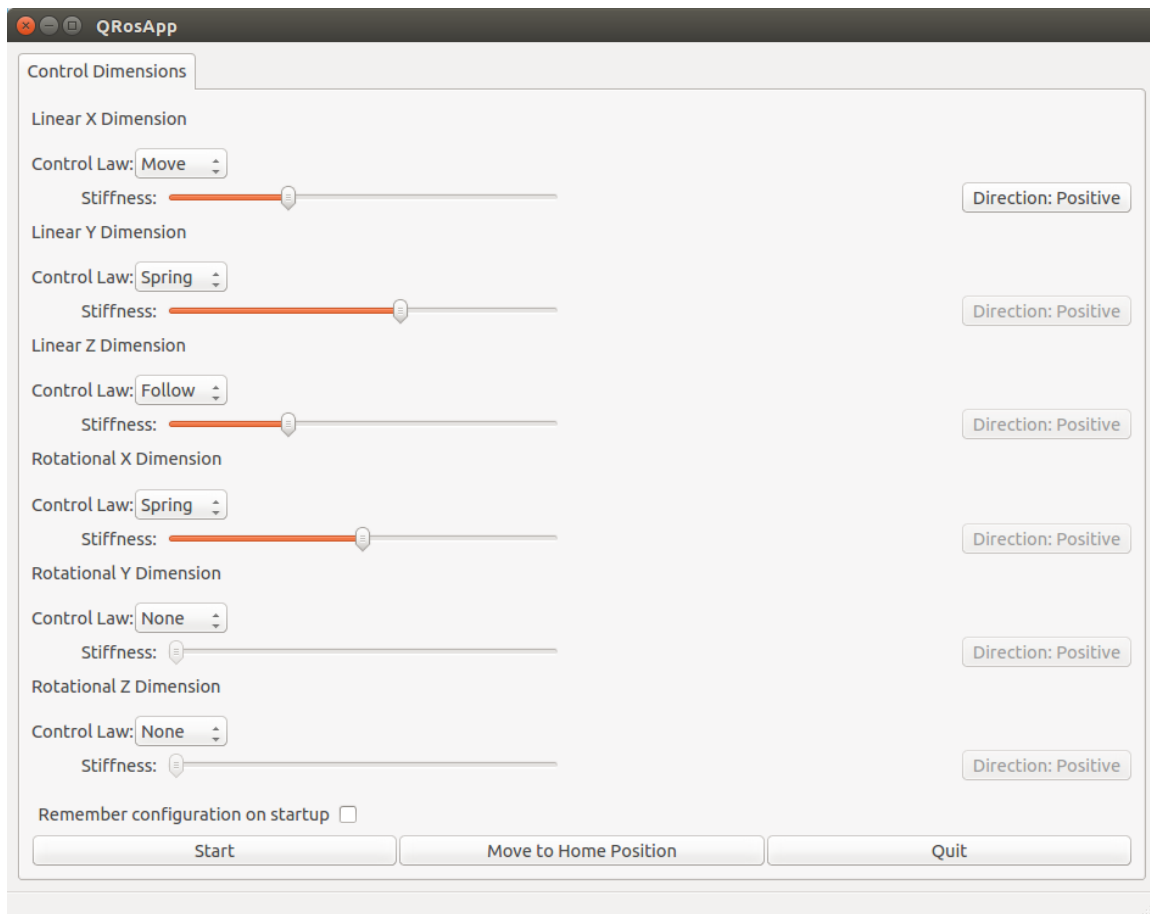 QRosApp
Control Dimensions
Linear X Dimension
Control Law: Move
Stiffness: Direction: Positive
Linear Y Dimension
Control Law: Spring
Stiffness: Direction: Positive
Linear Z Dimension
Control Law: Follow
Stiffness: Direction: Positive
Rotational X Dimension
Control Law: Spring
Stiffness: Direction: Positive
Rotational Y Dimension
Control Law: None
Stiffness: Direction: Positive
Rotational Z Dimension
Control Law: None
Stiffness: Direction: Positive
Remember configuration on startup
Start Move to Home Position Quit